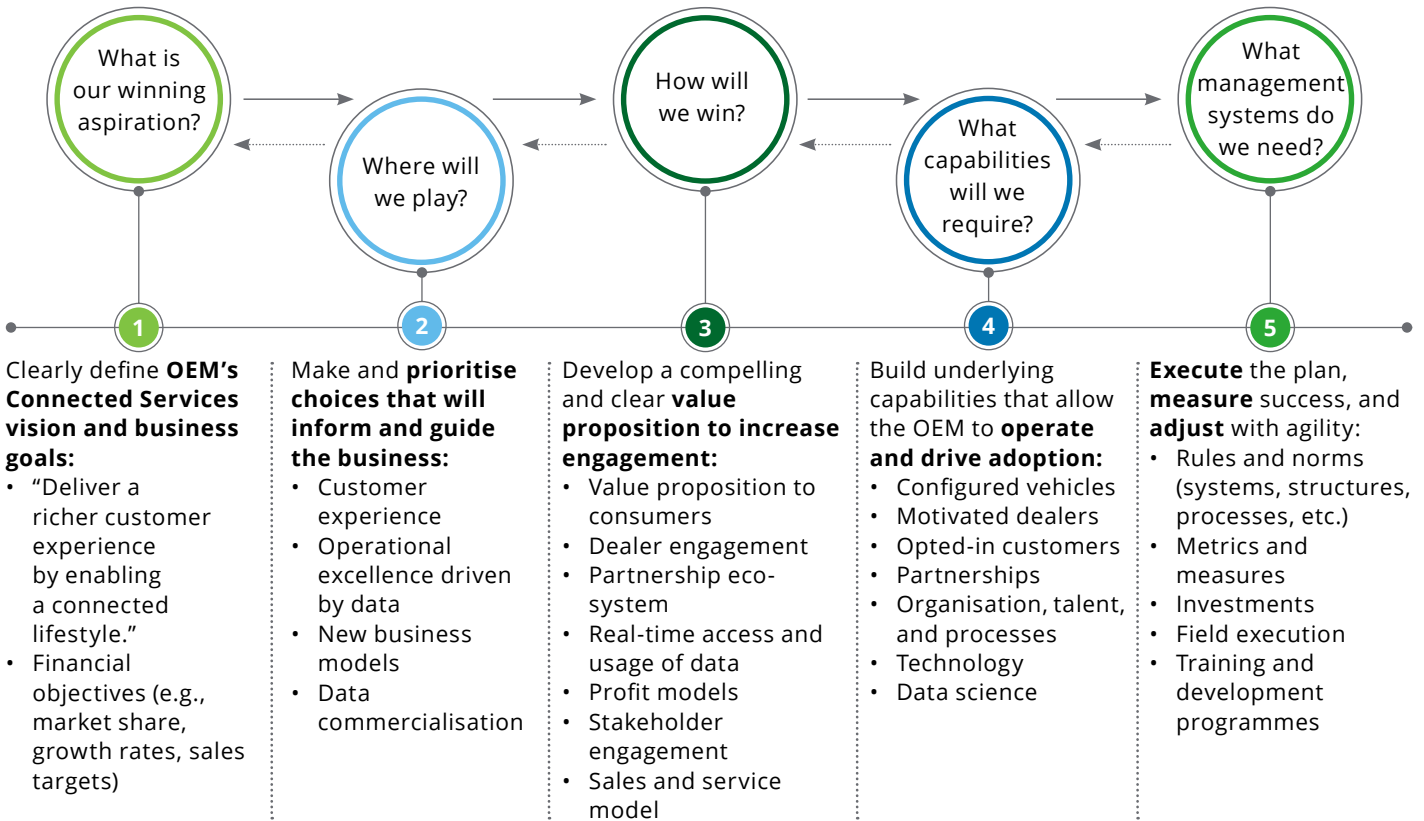 What is
our winning
aspiration?
Where will
we play?
How will
we win?
What
capabilities
will we
require?
What
management
systems do
we need?
1
2
3
4
5
Clearly define OEM’s
Connected Services
vision and business
goals:
• “Deliver a
richer customer
experience
by enabling
a connected
lifestyle.”
• Financial
objectives (e.g.,
market share,
growth rates, sales
targets)
Make and prioritise
choices that will
inform and guide
the business:
• Customer
experience
• Operational
excellence driven
by data
• New business
models
• Data
commercialisation
Develop a compelling
and clear value
proposition to increase
engagement:
• Value proposition to
consumers
• Dealer engagement
• Partnership eco-
system
• Real-time access and
usage of data
• Profit models
• Stakeholder
engagement
• Sales and service
model
Build underlying
capabilities that allow
the OEM to operate
and drive adoption:
• Configured vehicles
• Motivated dealers
• Opted-in customers
• Partnerships
• Organisation, talent,
and processes
• Technology
• Data science
Execute the plan,
measure success, and
adjust with agility:
• Rules and norms
(systems, structures,
processes, etc.)
• Metrics and
measures
• Investments
• Field execution
• Training and
development
programmes